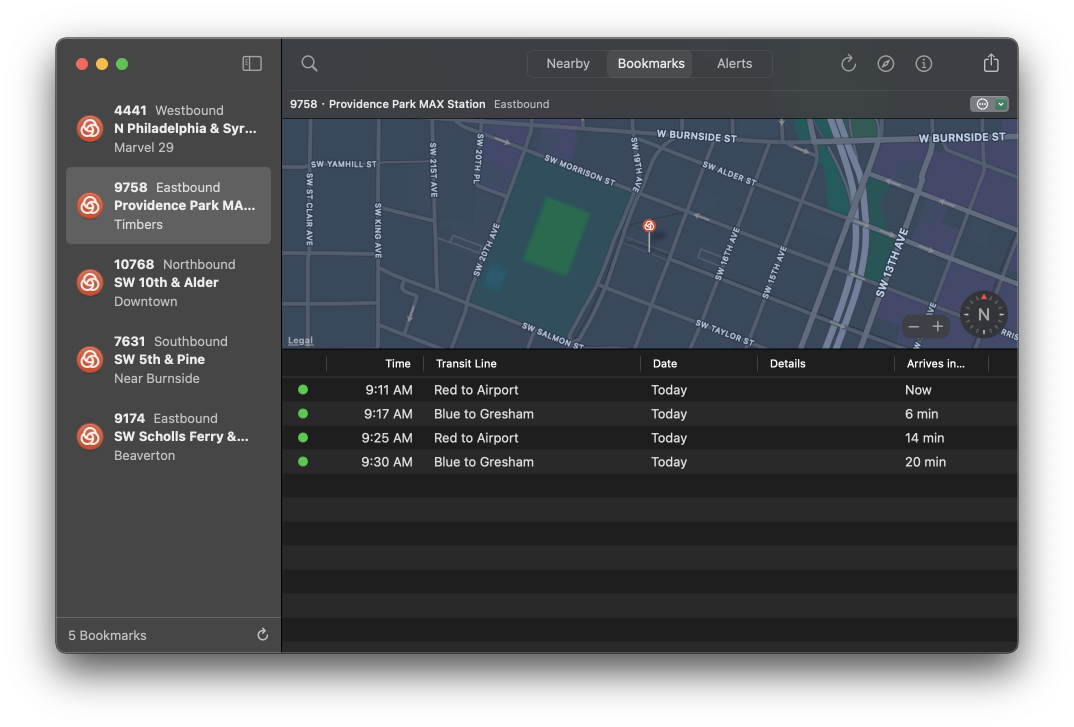 Nearby Bookmarks Alerts
4441 Westbound
N Philadelphia & Syr...
Marvel 29
9758 Eastbound
Providence Park MA...
Timbers
10768 Northbound
SW 10th & Alder
Downtown
7631 Southbound
SW 5th & Pine
Near Burnside
9174 Eastbound
SW Scholls Ferry &...
Beaverton
5 Bookmarks
9758 · Providence Park MAX Station Eastbound
W BURNSIDE ST
W BURNSIDE ST
SW YAMHILL ST
SW ST CLAIR AVE
SW KING AVE
SW 21ST AVE
SW 20TH PL
SW 20TH AVE
SW MORRISON ST
SW 19TH AVE
SW ALDER ST
SW 16TH AVE
SW 15TH AVE
SW 13TH AVE
SW SALMON ST
SW TAYLOR ST
N
Legal
Time Transit Line Date Details Arrives in...
9:11 AM Red to Airport Today Now
9:17 AM Blue to Gresham Today 6 min
9:25 AM Red to Airport Today 14 min
9:30 AM Blue to Gresham Today 20 min